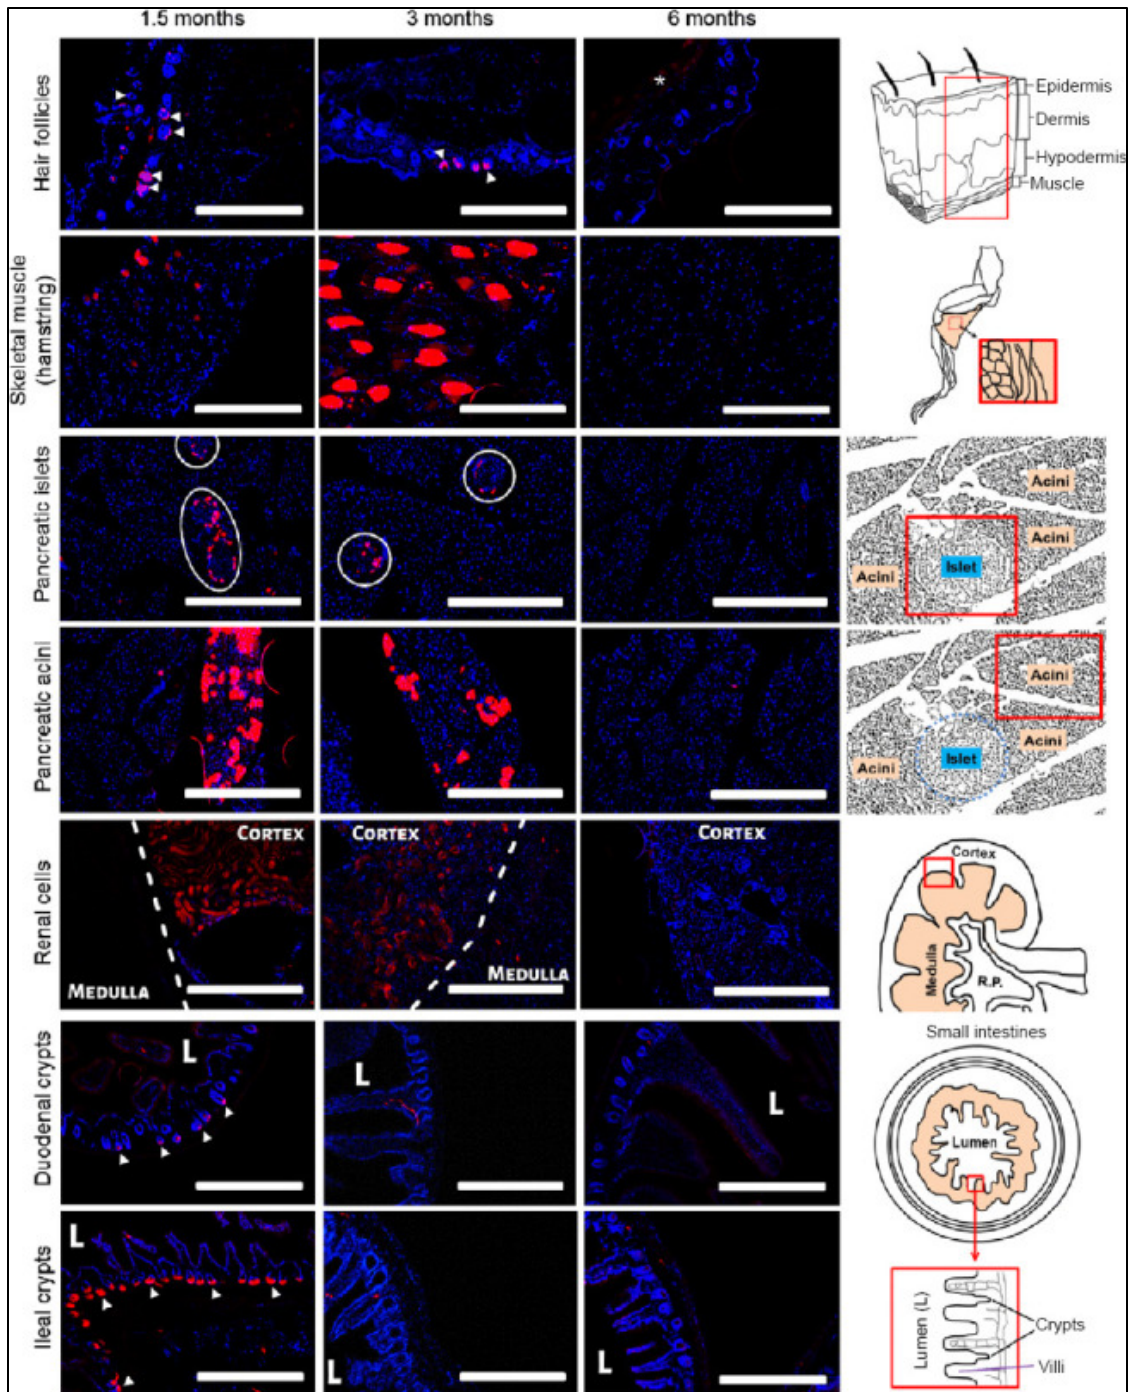 1.5 months 3 months 6 months
Hair follicles
*
Epidermis
Dermis
Hypodermis
Muscle
Skeletal muscle
(hamstring)
Pancreatic islets
Acini
Acini
Acini
Islet
Pancreatic acini
Acini
Acini
Acini
Islet
Renal cells
CORTEX
MEDULLA
CORTEX
MEDULLA
CORTEX
Cortex
Medulla
R.P.
Duodenal crypts
L
L
L
Small intestines
Lumen
Ileal crypts
L
L
L
Lumen (L)
Crypts
Villi